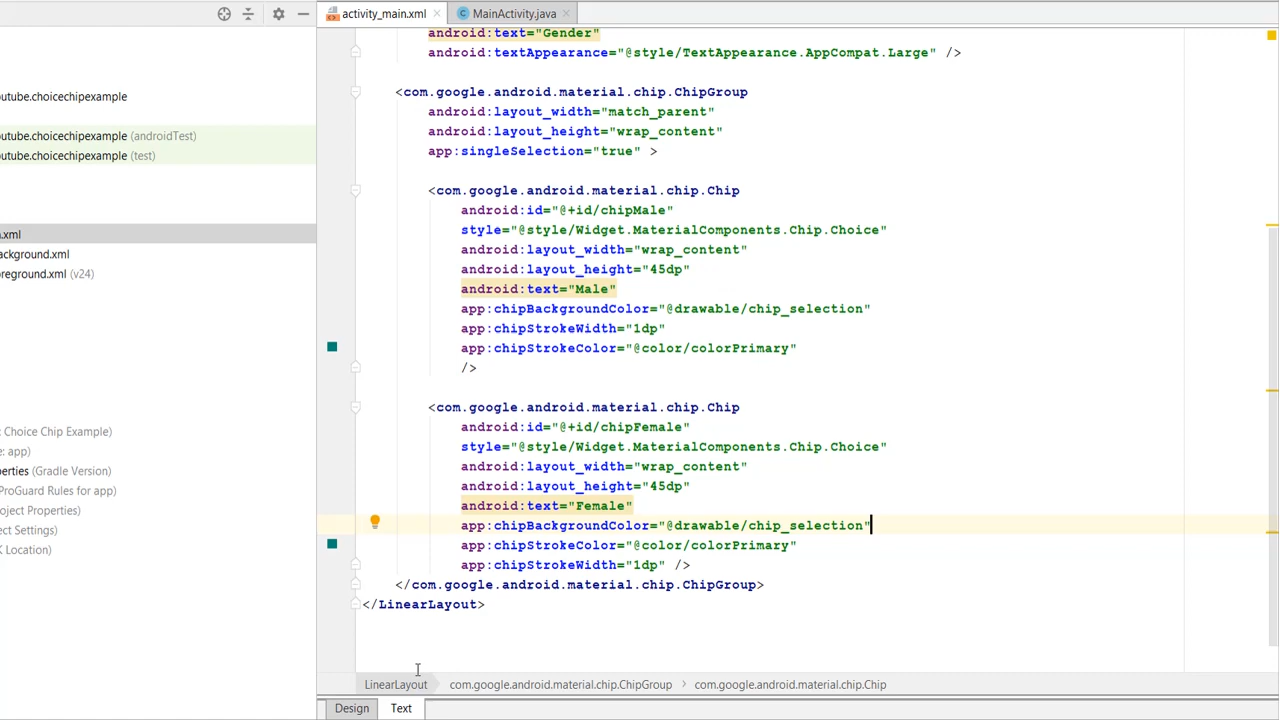 activity_main.xml
MainActivity.java
outube.choicechipexample
outube.choicechipexample (androidTest)
outube.choicechipexample (test)
n.xml
ackground.xml
reground.xml (v24)
: Choice Chip Example)
e: app)
perties (Gradle Version)
ProGuard Rules for app)
oject Properties)
ect Settings)
K Location)
android:text="Gender"
android:textAppearance="@style/TextAppearance.AppCompat.Large" />
<com.google.android.material.chip.ChipGroup
android:layout_width="match_parent"
android:layout_height="wrap_content"
app:singleSelection="true" >
<com.google.android.material.chip.Chip
android:id="@+id/chipMale"
style="@style/Widget.MaterialComponents.Chip.Choice"
android:layout_width="wrap_content"
android:layout_height="45dp"
android:text="Male"
app:chipBackgroundColor="@drawable/chip_selection"
app:chipStrokeWidth="1dp"
app:chipStrokeColor="@color/colorPrimary"
/>
<com.google.android.material.chip.Chip
android:id="@+id/chipFemale"
style="@style/Widget.MaterialComponents.Chip.Choice"
android:layout_width="wrap_content"
android:layout_height="45dp"
android:text="Female"
app:chipBackgroundColor="@drawable/chip_selection"
app:chipStrokeColor="@color/colorPrimary"
app:chipStrokeWidth="1dp" />
</com.google.android.material.chip.ChipGroup>
</LinearLayout>
LinearLayout > com.google.android.material.chip.ChipGroup > com.google.android.material.chip.Chip
Design Text